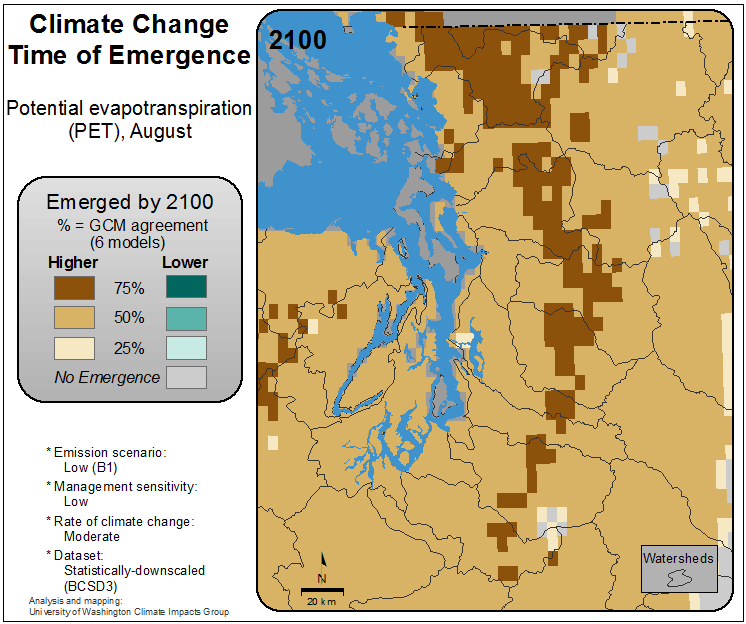 Climate Change
Time of Emergence
Potential evapotranspiration
(PET), August
Emerged by 2100
% = GCM agreement
(6 models)
Higher Lower
75%
50%
25%
No Emergence
* Emission scenario:
Low (B1)
* Management sensitivity:
Low
* Rate of climate change:
Moderate
* Dataset:
Statistically-downscaled
(BCSD3)
Analysis and mapping:
University of Washington Climate Impacts Group
2100
N
20 km
Watersheds